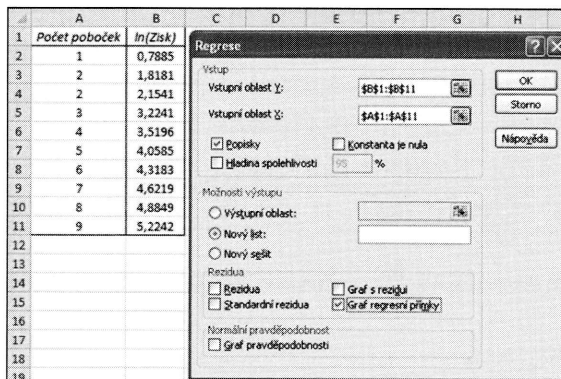 A B C D E F G H
1 Počet poboček ln(Zisk)
2 1 0,7885
3 2 1,8181
4 2 2,1541
5 3 3,2241
6 4 3,5196
7 5 4,0585
8 6 4,3183
9 7 4,6219
10 8 4,8849
11 9 5,2242
12
13
14
15
16
17
18
19
Regrese
Vstup
Vstupní oblast Y: $B$1:$B$11
Vstupní oblast X: $A$1:$A$11
Popisky Konstanta je nula
Hladina spolehlivosti 95 %
OK
Storno
Nápověda
Možnosti výstupu
Výstupní oblast:
Nový list:
Nový sešit
Rezidua
Rezidua Graf s rezidui
Standardní rezidua Graf regresní přímky
Normální pravděpodobnost
Graf pravděpodobnosti